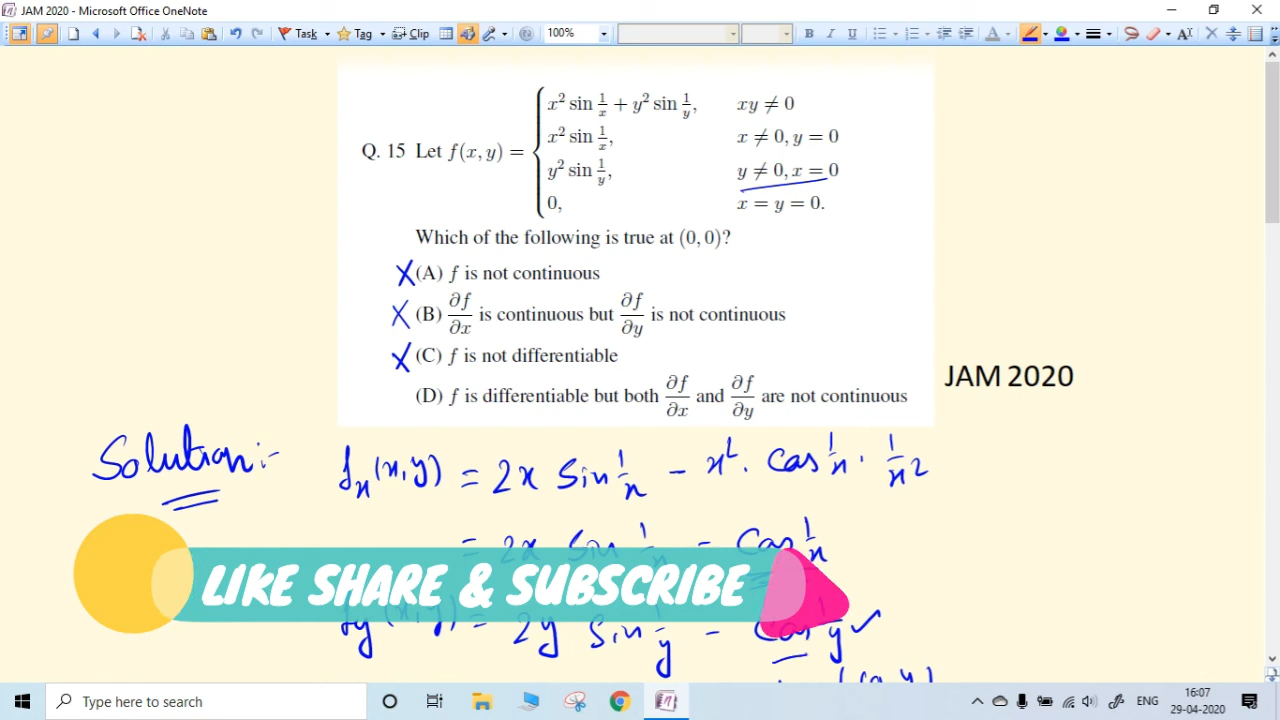 JAM 2020 - Microsoft Office OneNote
Task Tag Clip 100% B I U
Q. 15 Let f(x, y) = { x² sin 1/x + y² sin 1/y, xy ≠ 0
x² sin 1/x, x ≠ 0, y = 0
y² sin 1/y, y ≠ 0, x = 0
0, x = y = 0.
Which of the following is true at (0, 0)?
X (A) f is not continuous
X (B) ∂f/∂x is continuous but ∂f/∂y is not continuous
X (C) f is not differentiable
(D) f is differentiable but both ∂f/∂x and ∂f/∂y are not continuous
JAM 2020
Solution:-
fx(x,y) = 2x Sin 1/x - x². Cos 1/x . 1/x2
= 2x Sin 1/x - Cos 1/x
LIKE SHARE & SUBSCRIBE
fy(x,y) = 2y Sin 1/y - Cos 1/y ✓
Type here to search
ENG
16:07
29-04-2020